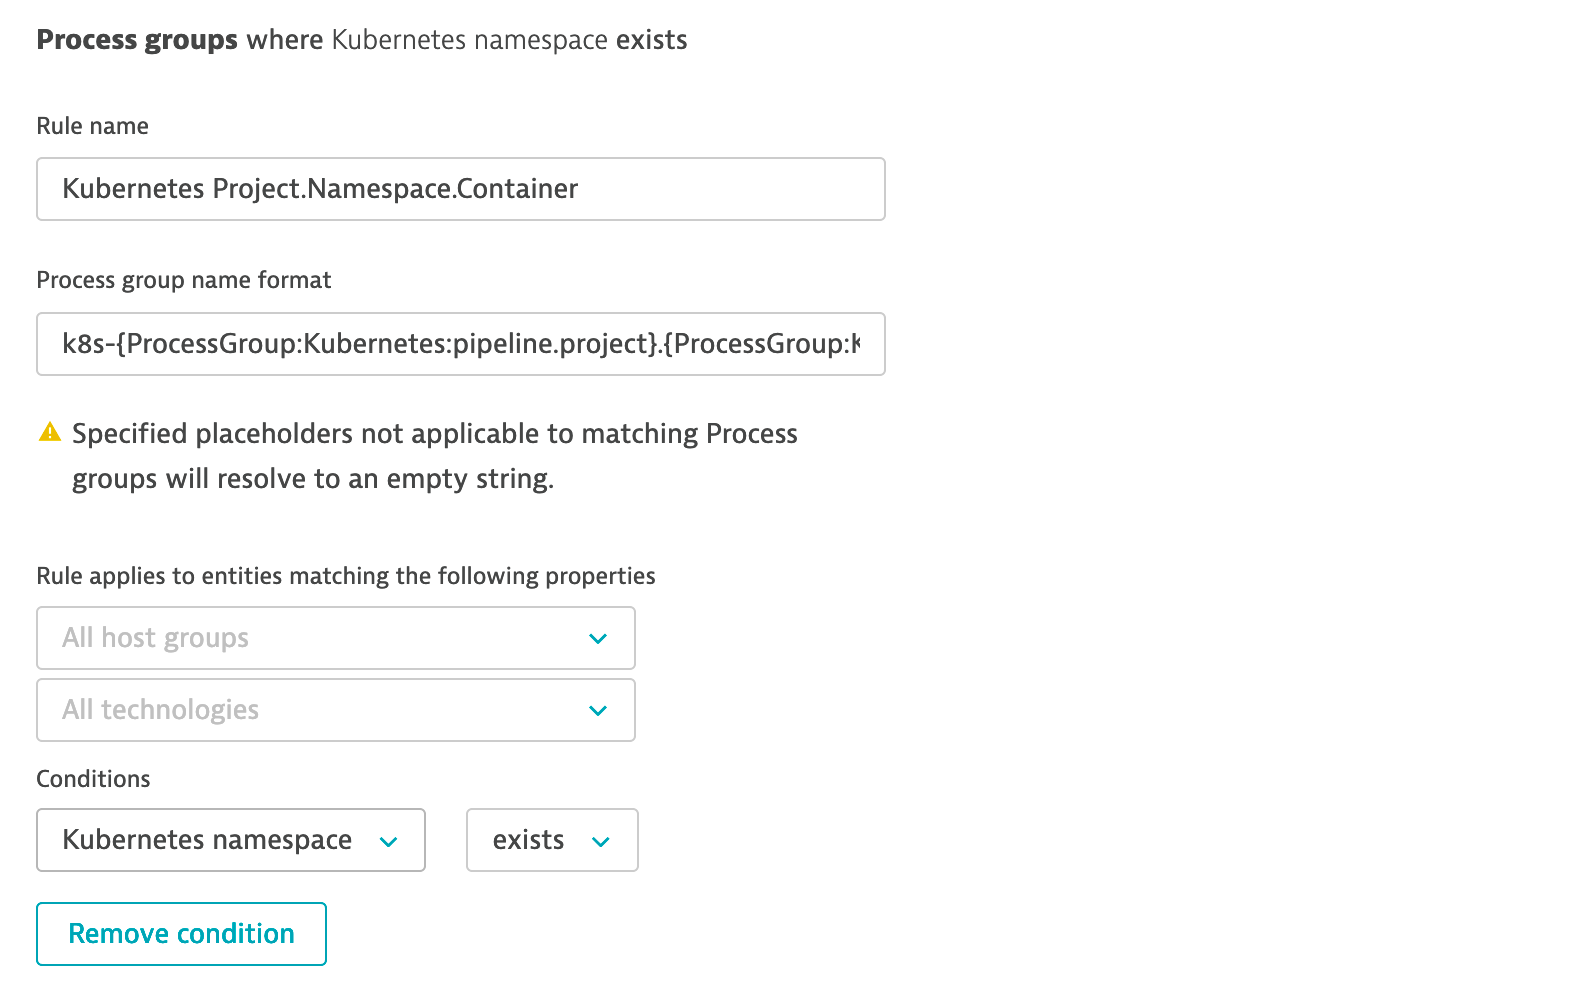 Process groups where Kubernetes namespace exists
Rule name
Kubernetes Project.Namespace.Container
Process group name format
k8s-{ProcessGroup:Kubernetes:pipeline.project}.{ProcessGroup:K
Specified placeholders not applicable to matching Process
groups will resolve to an empty string.
Rule applies to entities matching the following properties
All host groups
All technologies
Conditions
Kubernetes namespace exists
Remove condition